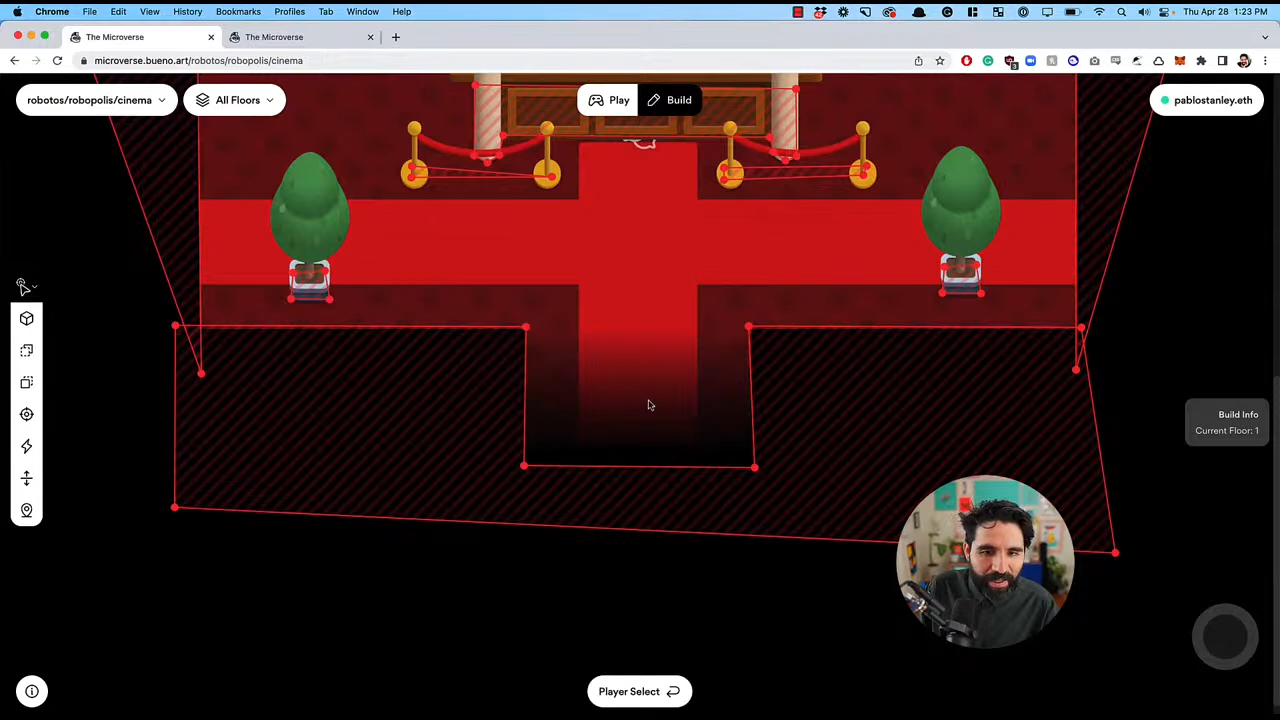 Chrome File Edit View History Bookmarks Profiles Tab Window Help Thu Apr 28 1:23 PM
The Microverse The Microverse
microverse.bueno.art/robotos/robopolis/cinema
robotos/robopolis/cinema All Floors Play Build pablostanley.eth
Build Info
Current Floor: 1
Player Select